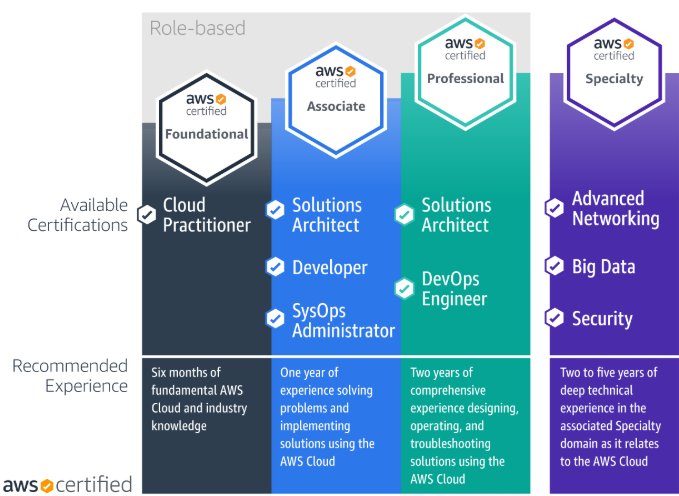 Role-based
aws
certified
Foundational
aws
certified
Associate
aws
certified
Professional
aws
certified
Specialty
Available
Certifications
Cloud
Practitioner
Solutions
Architect
Developer
SysOps
Administrator
Solutions
Architect
DevOps
Engineer
Advanced
Networking
Big Data
Security
Recommended
Experience
Six months of
fundamental AWS
Cloud and industry
knowledge
One year of
experience solving
problems and
implementing
solutions using the
AWS Cloud
Two years of
comprehensive
experience designing,
operating, and
troubleshooting
solutions using the
AWS Cloud
Two to five years of
deep technical
experience in the
associated Specialty
domain as it relates
to the AWS Cloud
aws certified